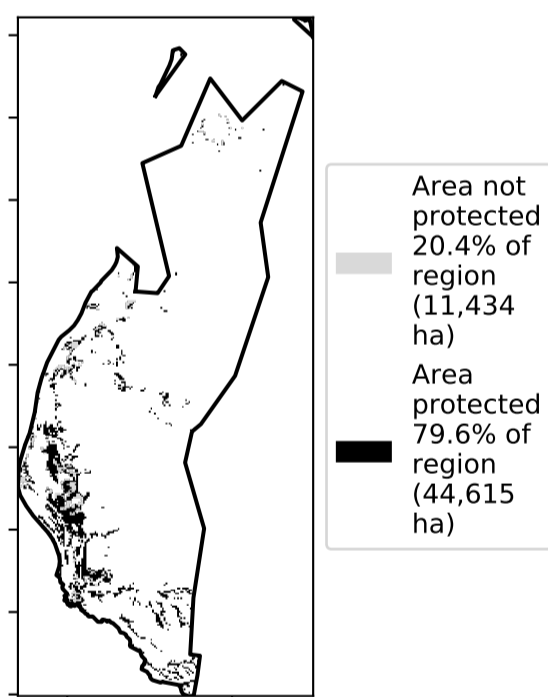 Area not
protected
20.4% of
region
(11,434
ha)
Area
protected
79.6% of
region
(44,615
ha)